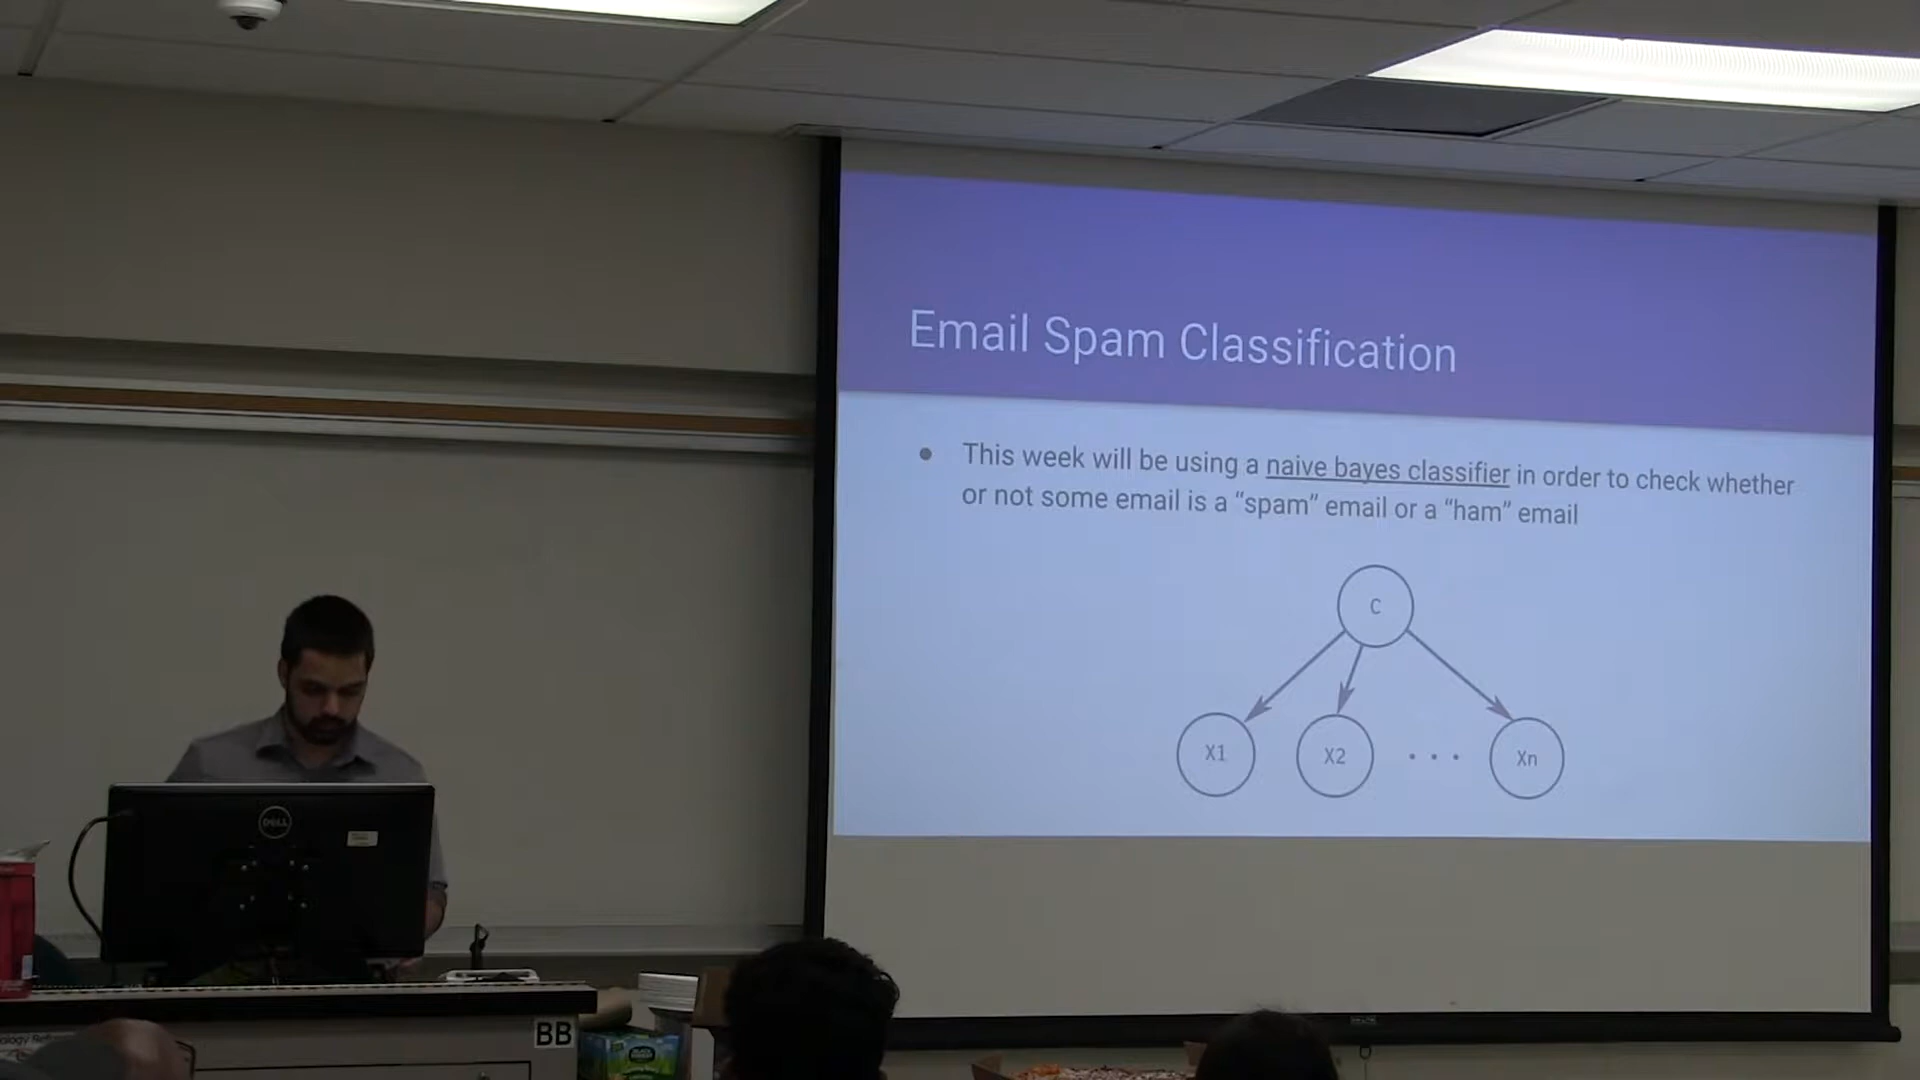 Email Spam Classification
This week will be using a naive bayes classifier in order to check whether
or not some email is a “spam” email or a “ham” email
C
X1
X2
. . .
Xn
DELL
BB